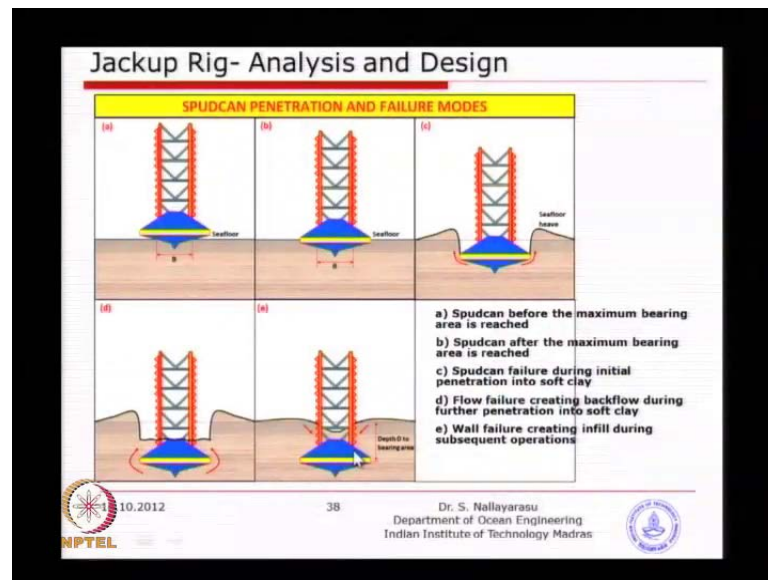 Jackup Rig- Analysis and Design
SPUDCAN PENETRATION AND FAILURE MODES
(a)
(b)
(c)
Seafloor
B
Seafloor
B
Seafloor
heave
(d)
(e)
Depth D to
bearing area
a) Spudcan before the maximum bearing
area is reached
b) Spudcan after the maximum bearing
area is reached
c) Spudcan failure during initial
penetration into soft clay
d) Flow failure creating backflow during
further penetration into soft clay
e) Wall failure creating infill during
subsequent operations
10.2012
38
Dr. S. Nallayarasu
Department of Ocean Engineering
Indian Institute of Technology Madras
NPTEL